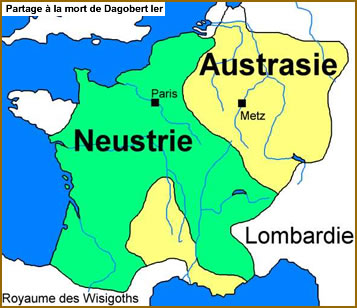 Partage à la mort de Dagobert Ier
Austrasie
Paris
Metz
Neustrie
Lombardie
Royaume des Wisigoths